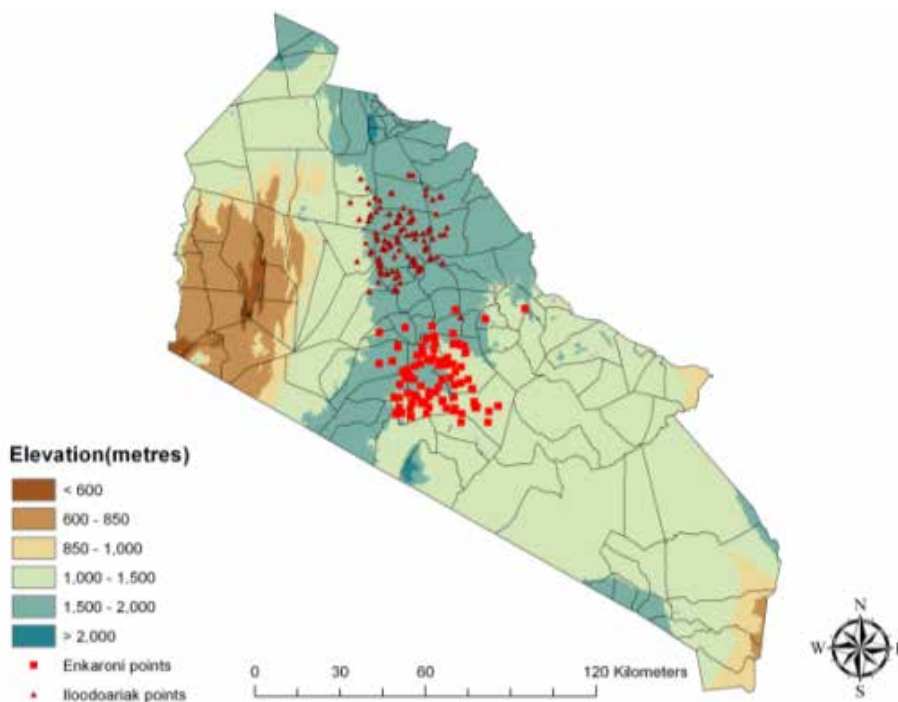 Elevation(metres)
< 600
600 - 850
850 - 1,000
1,000 - 1,500
1,500 - 2,000
> 2,000
Enkaroni points
Iloodoariak points
0 30 60 120 Kilometers
N
W
S